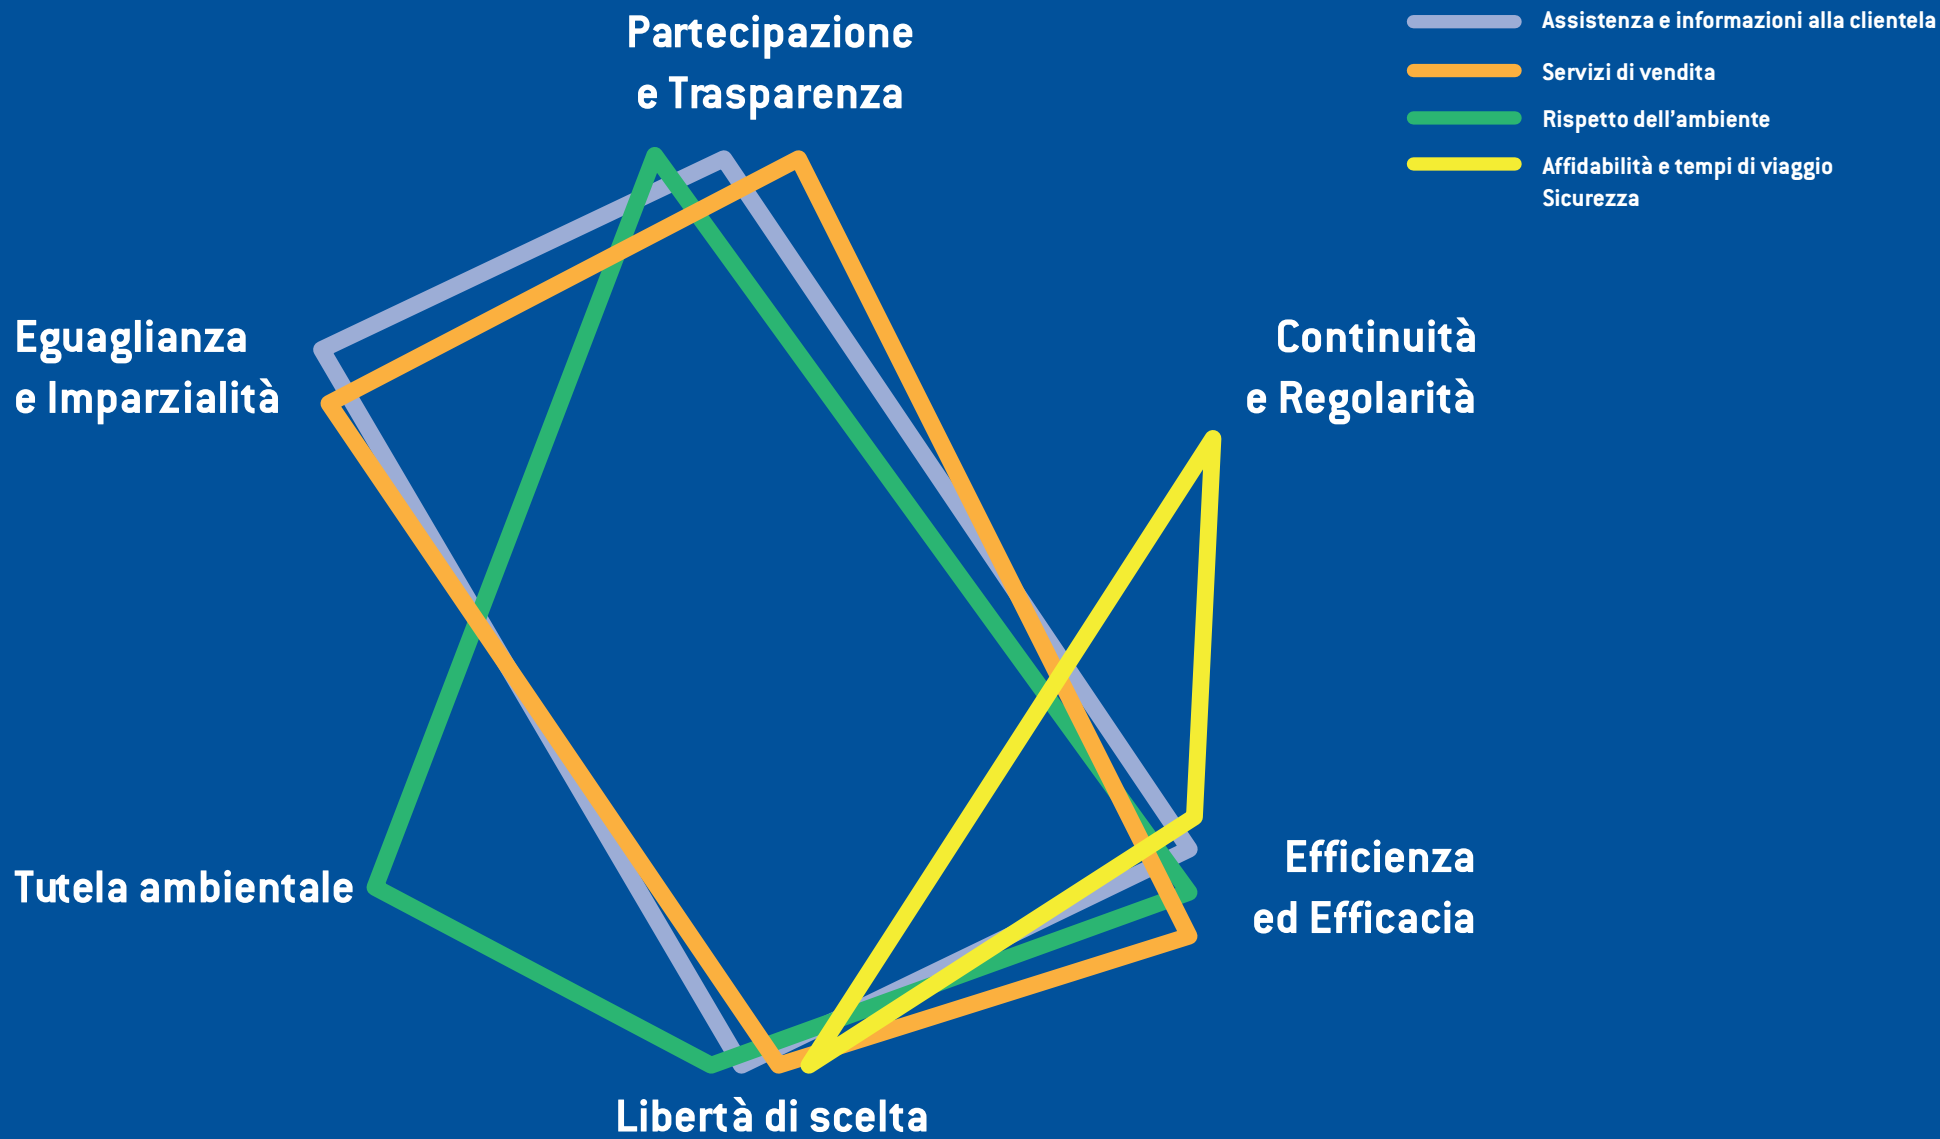 Partecipazione
e Trasparenza
Assistenza e informazioni alla clientela
Servizi di vendita
Rispetto dell'ambiente
Affidabilità e tempi di viaggio
Sicurezza
Eguaglianza
e Imparzialità
Continuità
e Regolarità
Tutela ambientale
Efficienza
ed Efficacia
Libertà di scelta